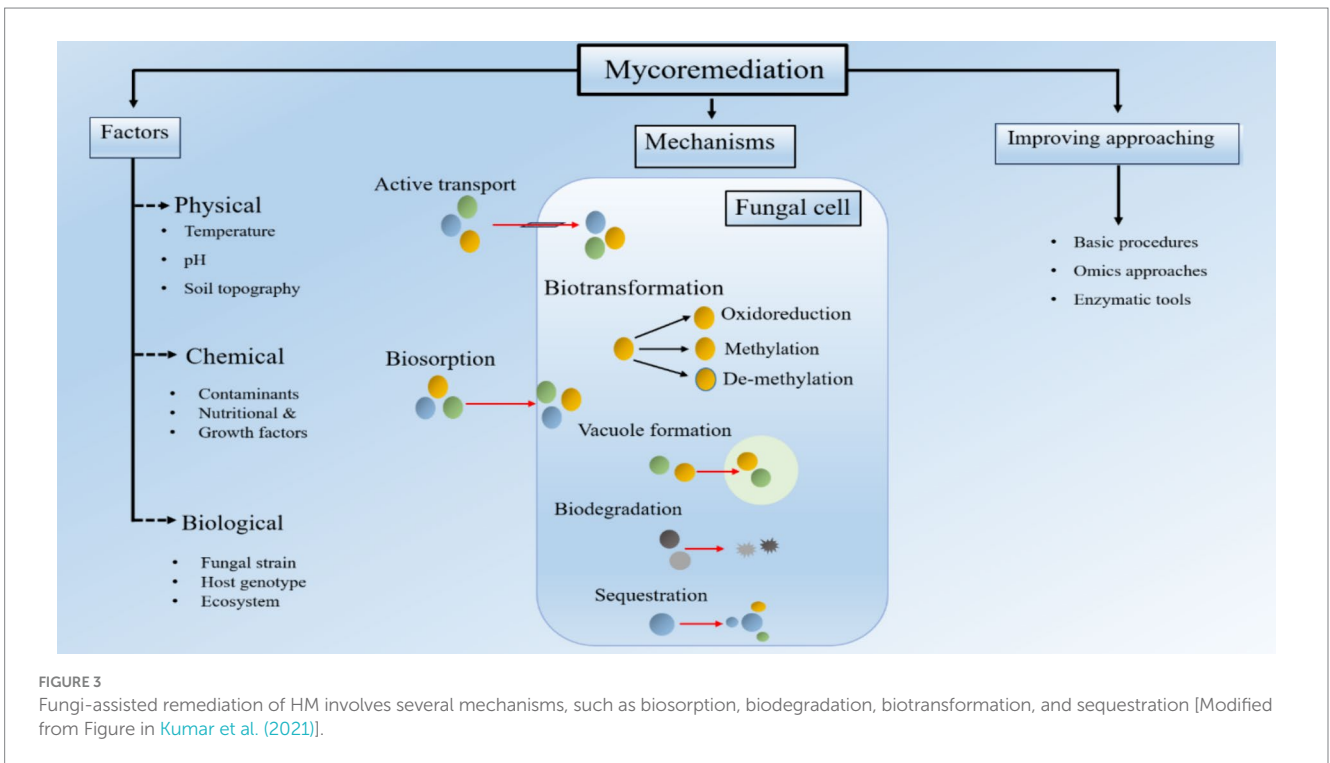 Mycoremediation
Factors
Physical
• Temperature
• pH
• Soil topography
Chemical
• Contaminants
• Nutritional &
• Growth factors
Biological
• Fungal strain
• Host genotype
• Ecosystem
Mechanisms
Fungal cell
Active transport
Biotransformation
Oxidoreduction
Methylation
De-methylation
Biosorption
Vacuole formation
Biodegradation
Sequestration
Improving approaching
• Basic procedures
• Omics approaches
• Enzymatic tools
FIGURE 3
Fungi-assisted remediation of HM involves several mechanisms, such as biosorption, biodegradation, biotransformation, and sequestration [Modified
from Figure in Kumar et al. (2021)].